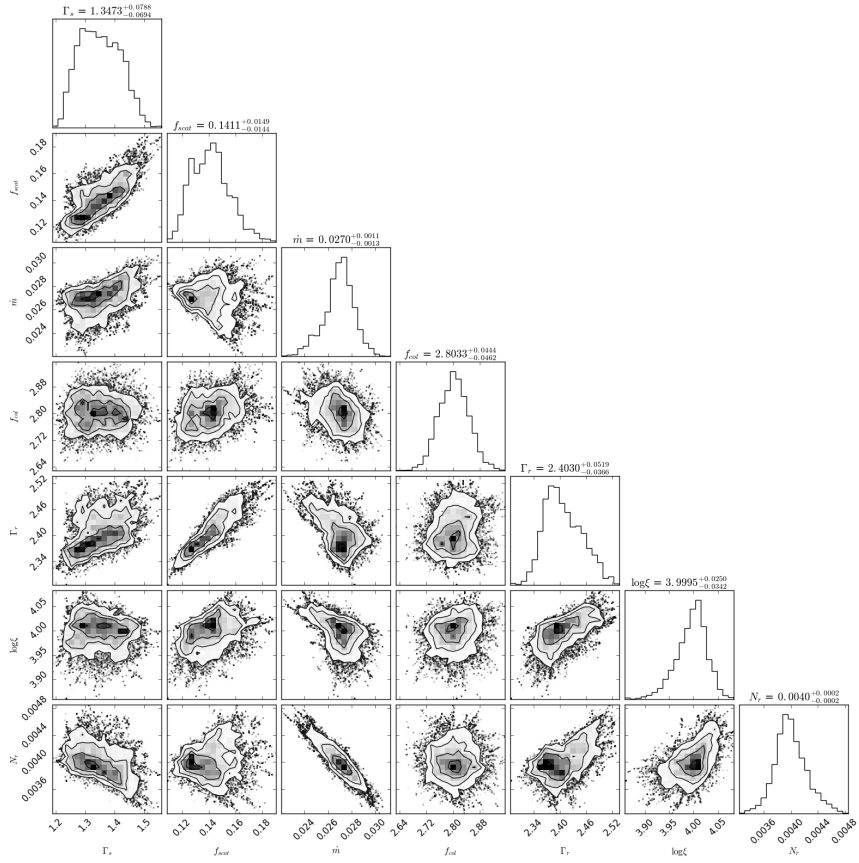 Γ_s = 1.3473^{+0.0788}_{-0.0694}
f_scat = 0.1411^{+0.0149}_{-0.0144}
0.18
0.16
0.14
0.12
f_scat
ṁ = 0.0270^{+0.0011}_{-0.0013}
0.030
0.028
0.026
0.024
ṁ
f_col = 2.8033^{+0.0444}_{-0.0462}
2.88
2.80
2.72
2.64
f_col
Γ_r = 2.4030^{+0.0519}_{-0.0366}
2.52
2.46
2.40
2.34
Γ_r
logξ = 3.9995^{+0.0250}_{-0.0342}
4.05
4.00
3.95
3.90
logξ
N_r = 0.0040^{+0.0002}_{-0.0002}
0.0048
0.0044
0.0040
0.0036
N_r
1.2 1.3 1.4 1.5 0.12 0.14 0.16 0.18 0.024 0.027 0.028 0.030 2.64 2.72 2.80 2.88 2.34 2.40 2.46 2.52 3.90 3.95 4.00 4.05 0.0036 0.0040 0.0044 0.0048
Γ_s f_scat ṁ f_col Γ_r logξ N_r